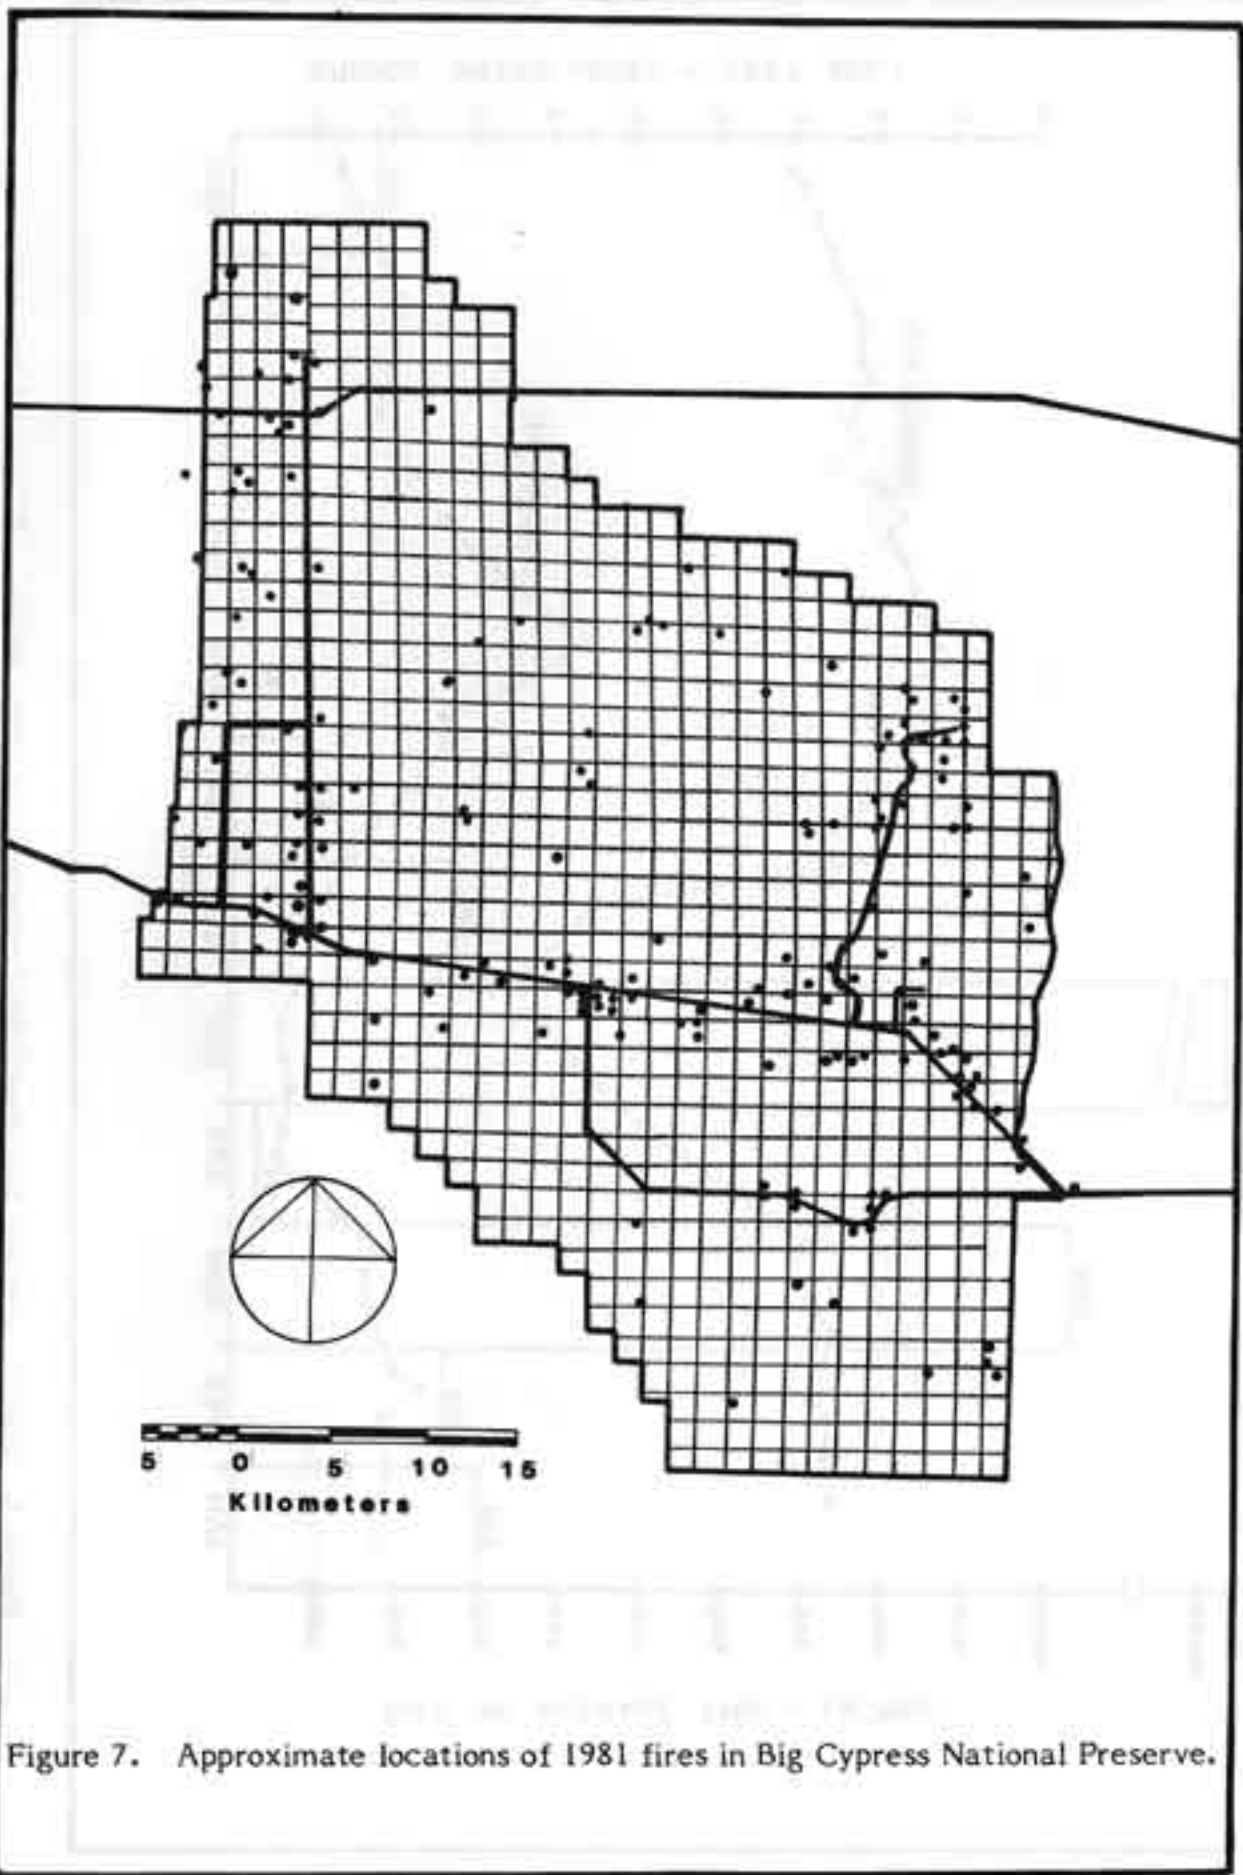 5 0 5 10 15
Kilometers
Figure 7. Approximate locations of 1981 fires in Big Cypress National Preserve.